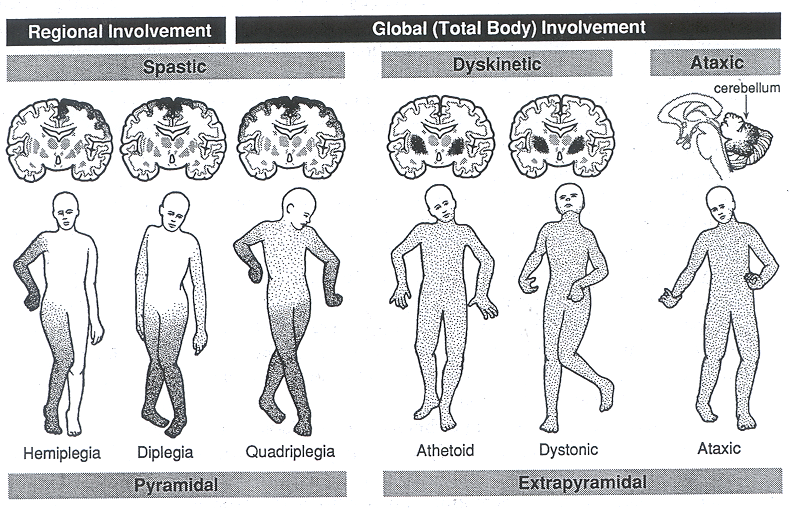 Regional Involvement
Global (Total Body) Involvement
Spastic
Dyskinetic
Ataxic
cerebellum
Hemiplegia
Diplegia
Quadriplegia
Athetoid
Dystonic
Ataxic
Pyramidal
Extrapyramidal